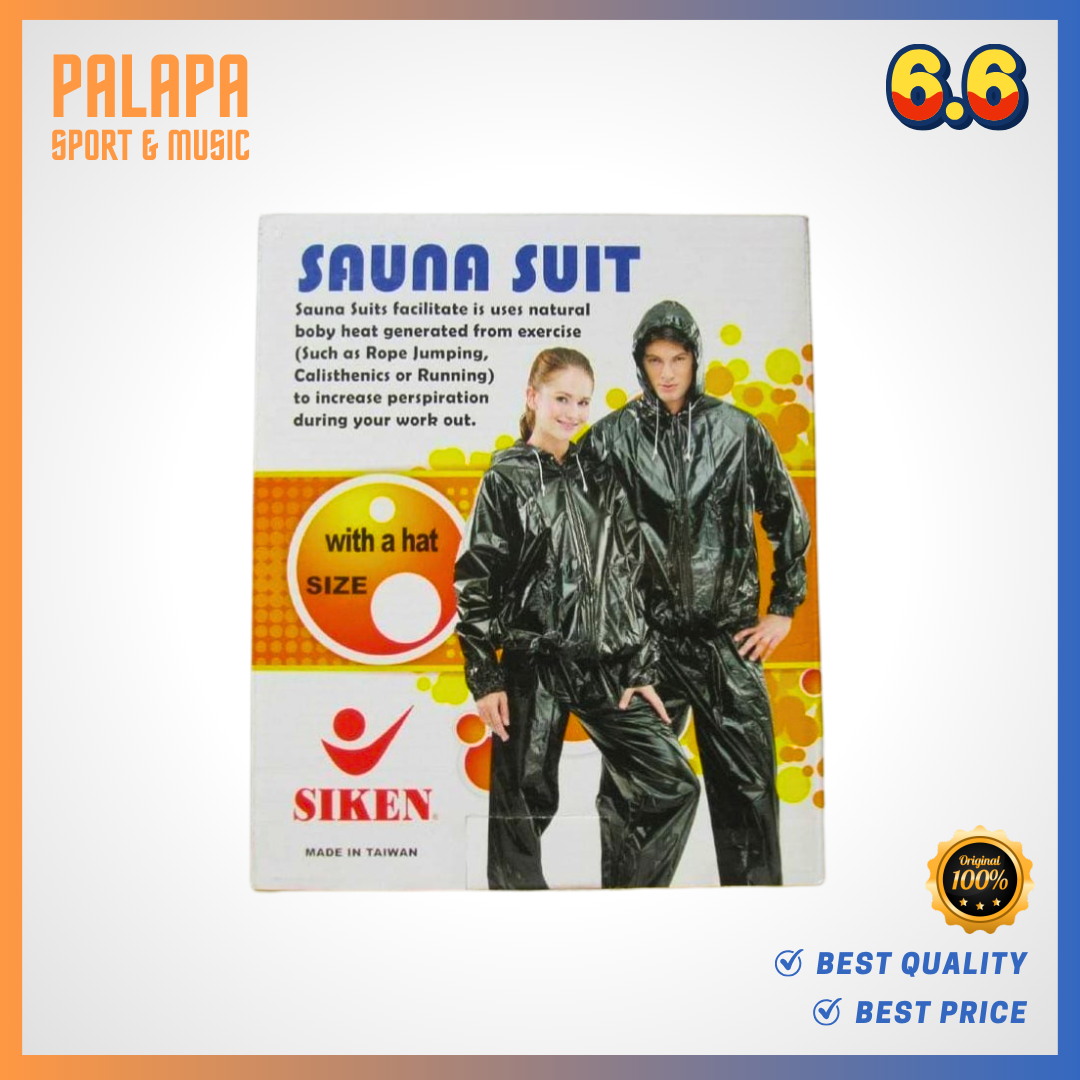 PALAPA
SPORT & MUSIC
6.6
SAUNA SUIT
Sauna Suits facilitate is uses natural
boby heat generated from exercise
(Such as Rope Jumping,
Calisthenics or Running)
to increase perspiration
during your work out.
with a hat
SIZE
SIKEN
MADE IN TAIWAN
Original
100%
BEST QUALITY
BEST PRICE